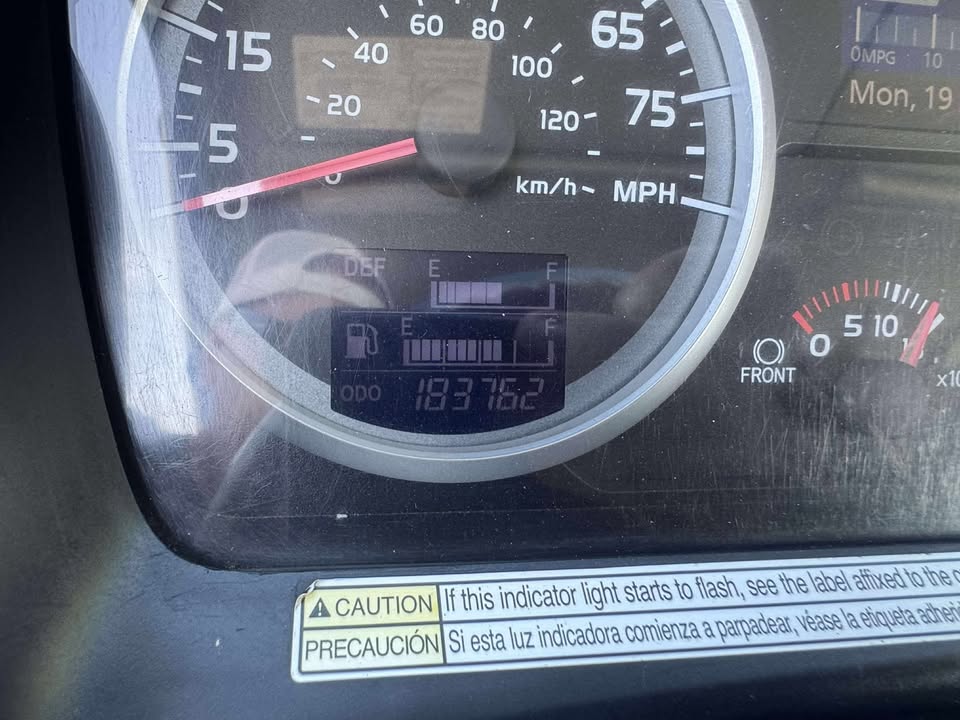 60 80
15 40 100 65
20 120 75
5
0 0 km/h MPH
0MPG 10
Mon, 19
DEF E F
E F
ODO 183762
0 5 10
FRONT
CAUTION If this indicator light starts to flash, see the label affixed to the
PRECAUCIÓN Si esta luz indicadora comienza a parpadear, véase la etiqueta